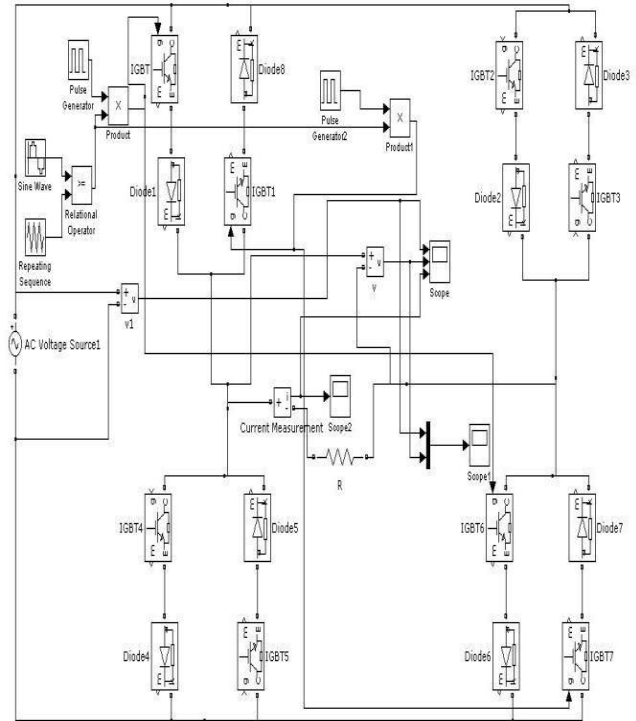 IGBT
Diode8
IGBT2
Diode3
g
C
m
E
Pulse
Generator
x
Product
Pulse
Generator2
x
Product1
Sine Wave
>=
Relational
Operator
Diode1
IGBT1
Diode2
IGBT3
Repeating
Sequence
+
-
v
v1
+
-
v
v
Scope
AC Voltage Source1
+
-
i
Current Measurement
Scope2
R
Scope1
IGBT4
Diode5
IGBT6
Diode7
Diode4
IGBT5
Diode6
IGBT7